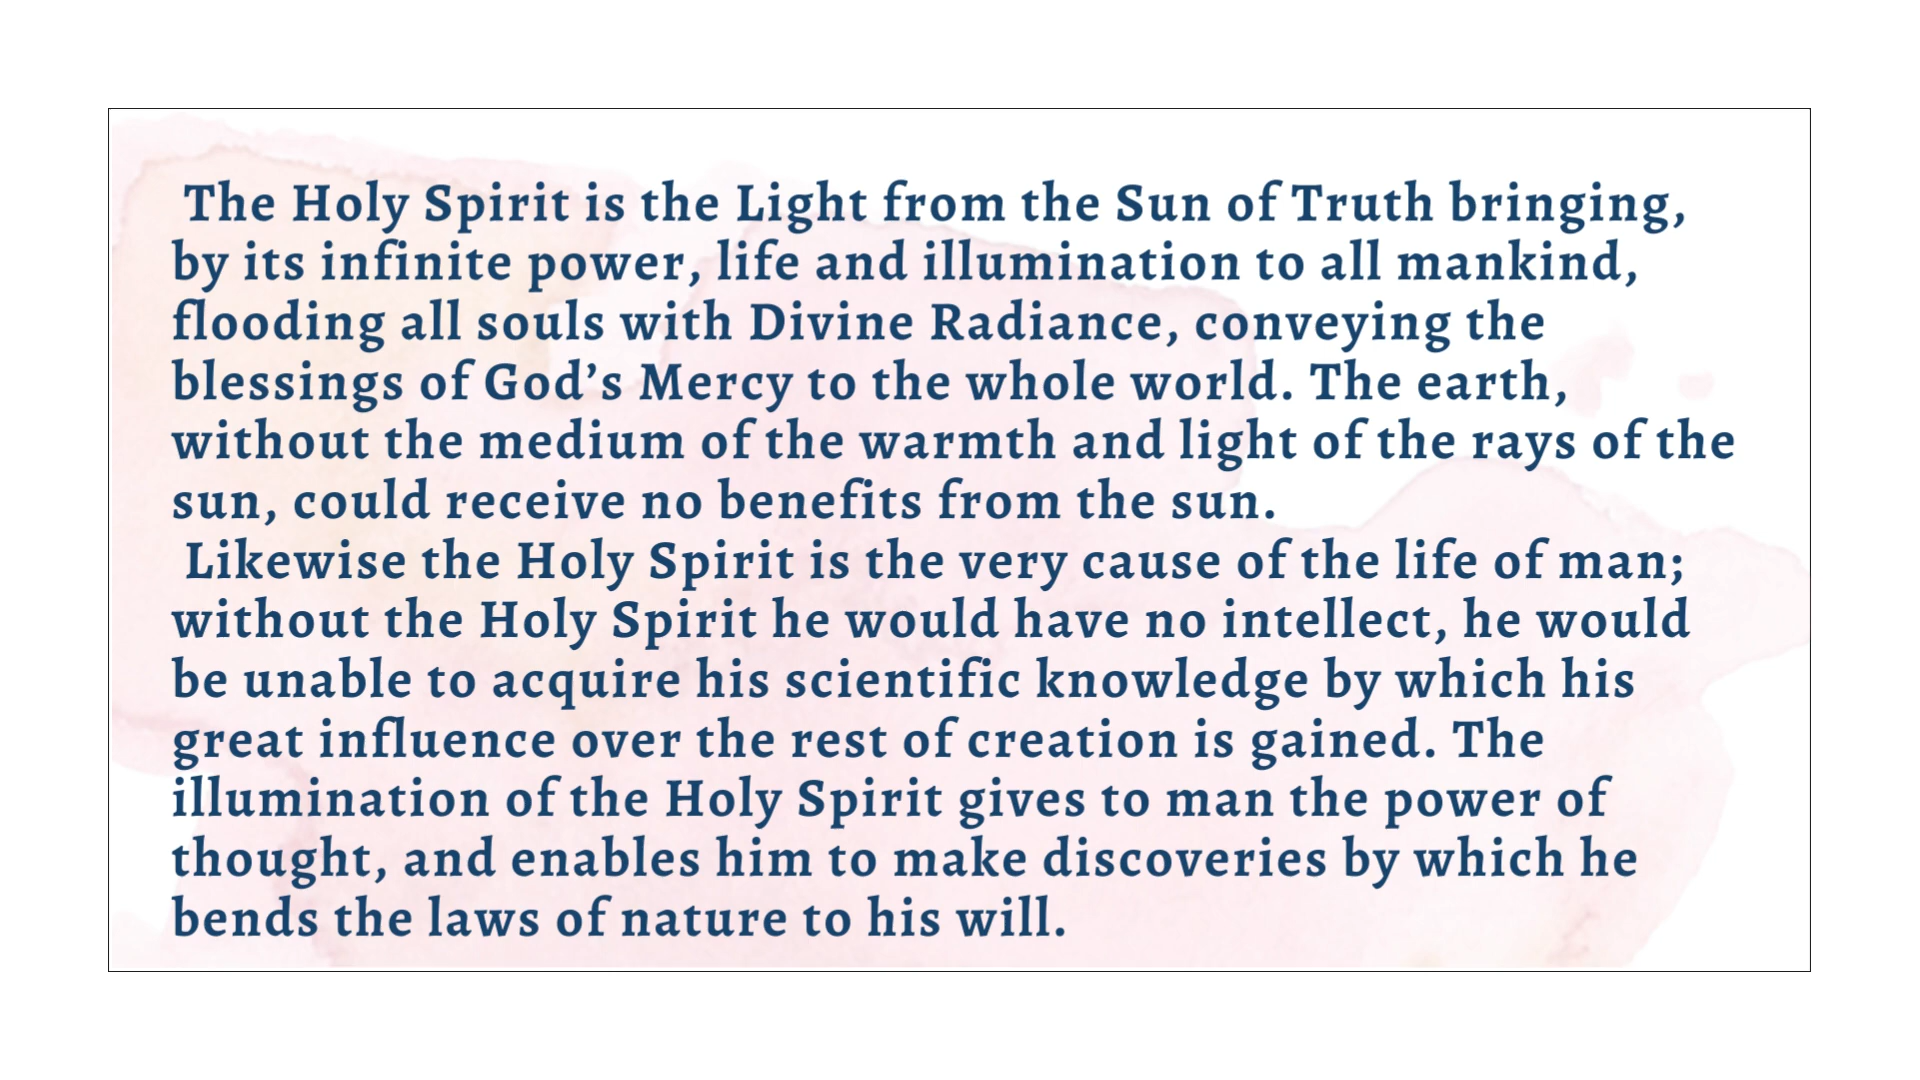 The Holy Spirit is the Light from the Sun of Truth bringing,
by its infinite power, life and illumination to all mankind,
flooding all souls with Divine Radiance, conveying the
blessings of God’s Mercy to the whole world. The earth,
without the medium of the warmth and light of the rays of the
sun, could receive no benefits from the sun.
Likewise the Holy Spirit is the very cause of the life of man;
without the Holy Spirit he would have no intellect, he would
be unable to acquire his scientific knowledge by which his
great influence over the rest of creation is gained. The
illumination of the Holy Spirit gives to man the power of
thought, and enables him to make discoveries by which he
bends the laws of nature to his will.